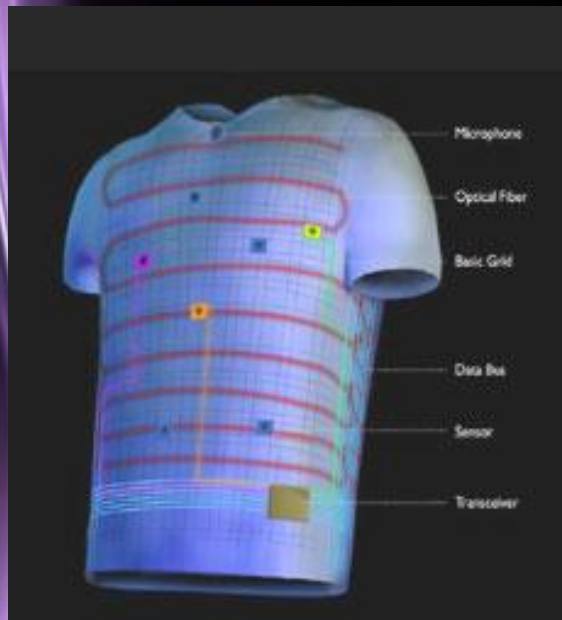 Microphone
Optical Fiber
Basic Grid
Data Bus
Sensor
Transceiver